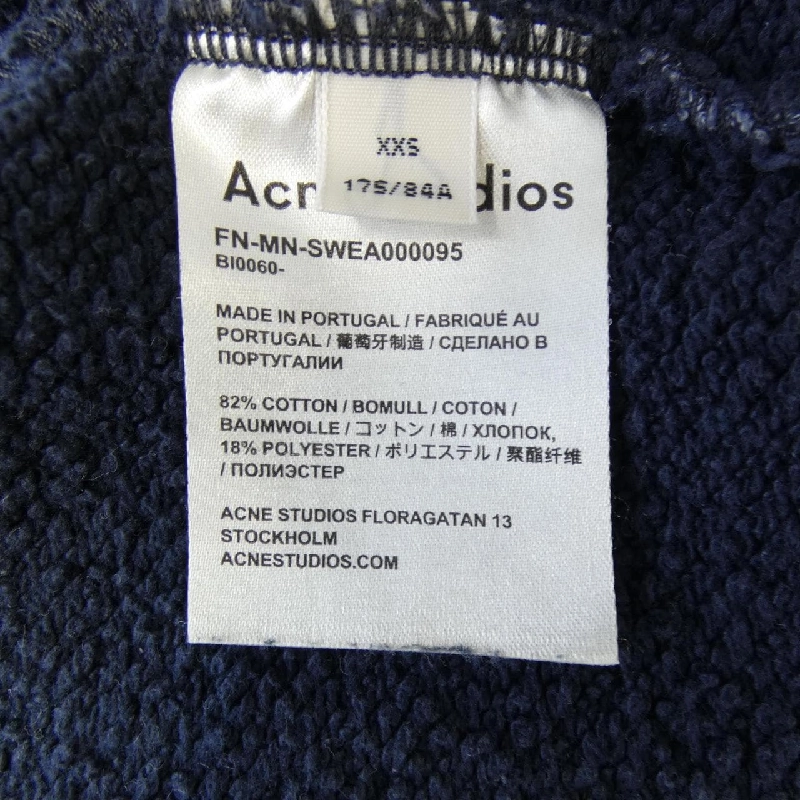 XXS
175/84A
Acn dios
FN-MN-SWEA000095
BI0060-
MADE IN PORTUGAL / FABRIQUÉ AU
PORTUGAL / 葡萄牙制造 / СДЕЛАНО В
ПОРТУГАЛИИ
82% COTTON / BOMULL / COTON /
BAUMWOLLE / コットン / 棉 / ХЛОПОК,
18% POLYESTER / ポリエステル / 聚酯纤维
/ ПОЛИЭСТЕР
ACNE STUDIOS FLORAGATAN 13
STOCKHOLM
ACNESTUDIOS.COM